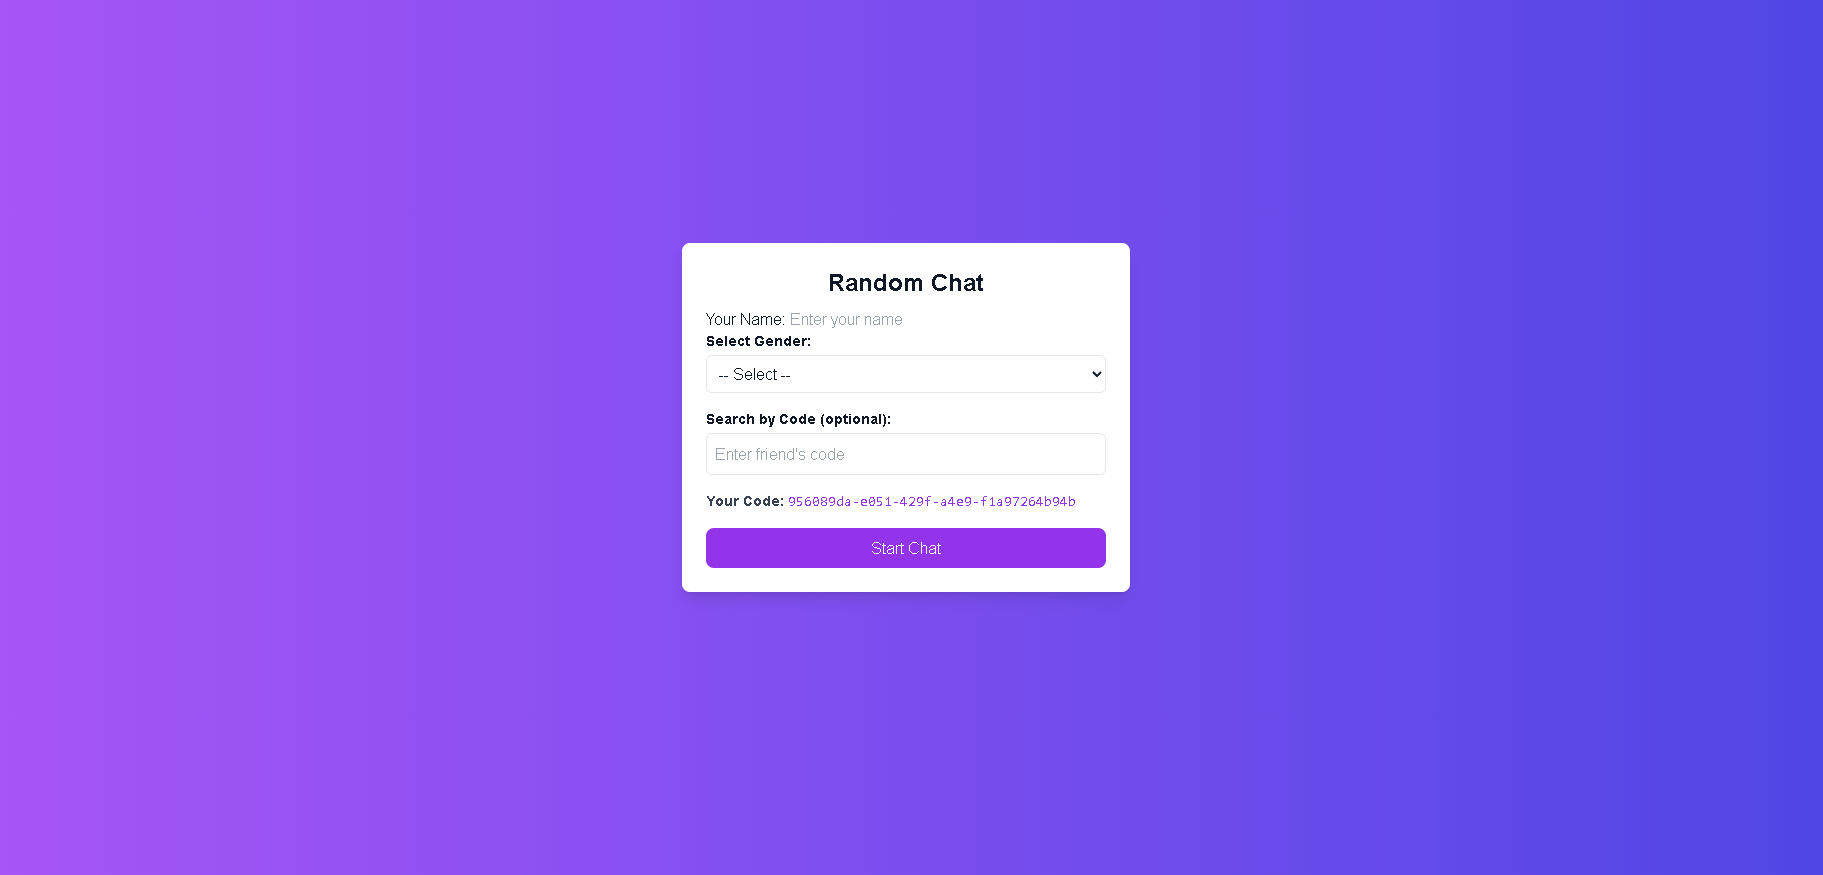 Random Chat
Your Name: Enter your name
Select Gender:
-- Select --
Search by Code (optional):
Enter friend's code
Your Code: 956089da-e051-429f-a4e9-f1a97264b94b
Start Chat